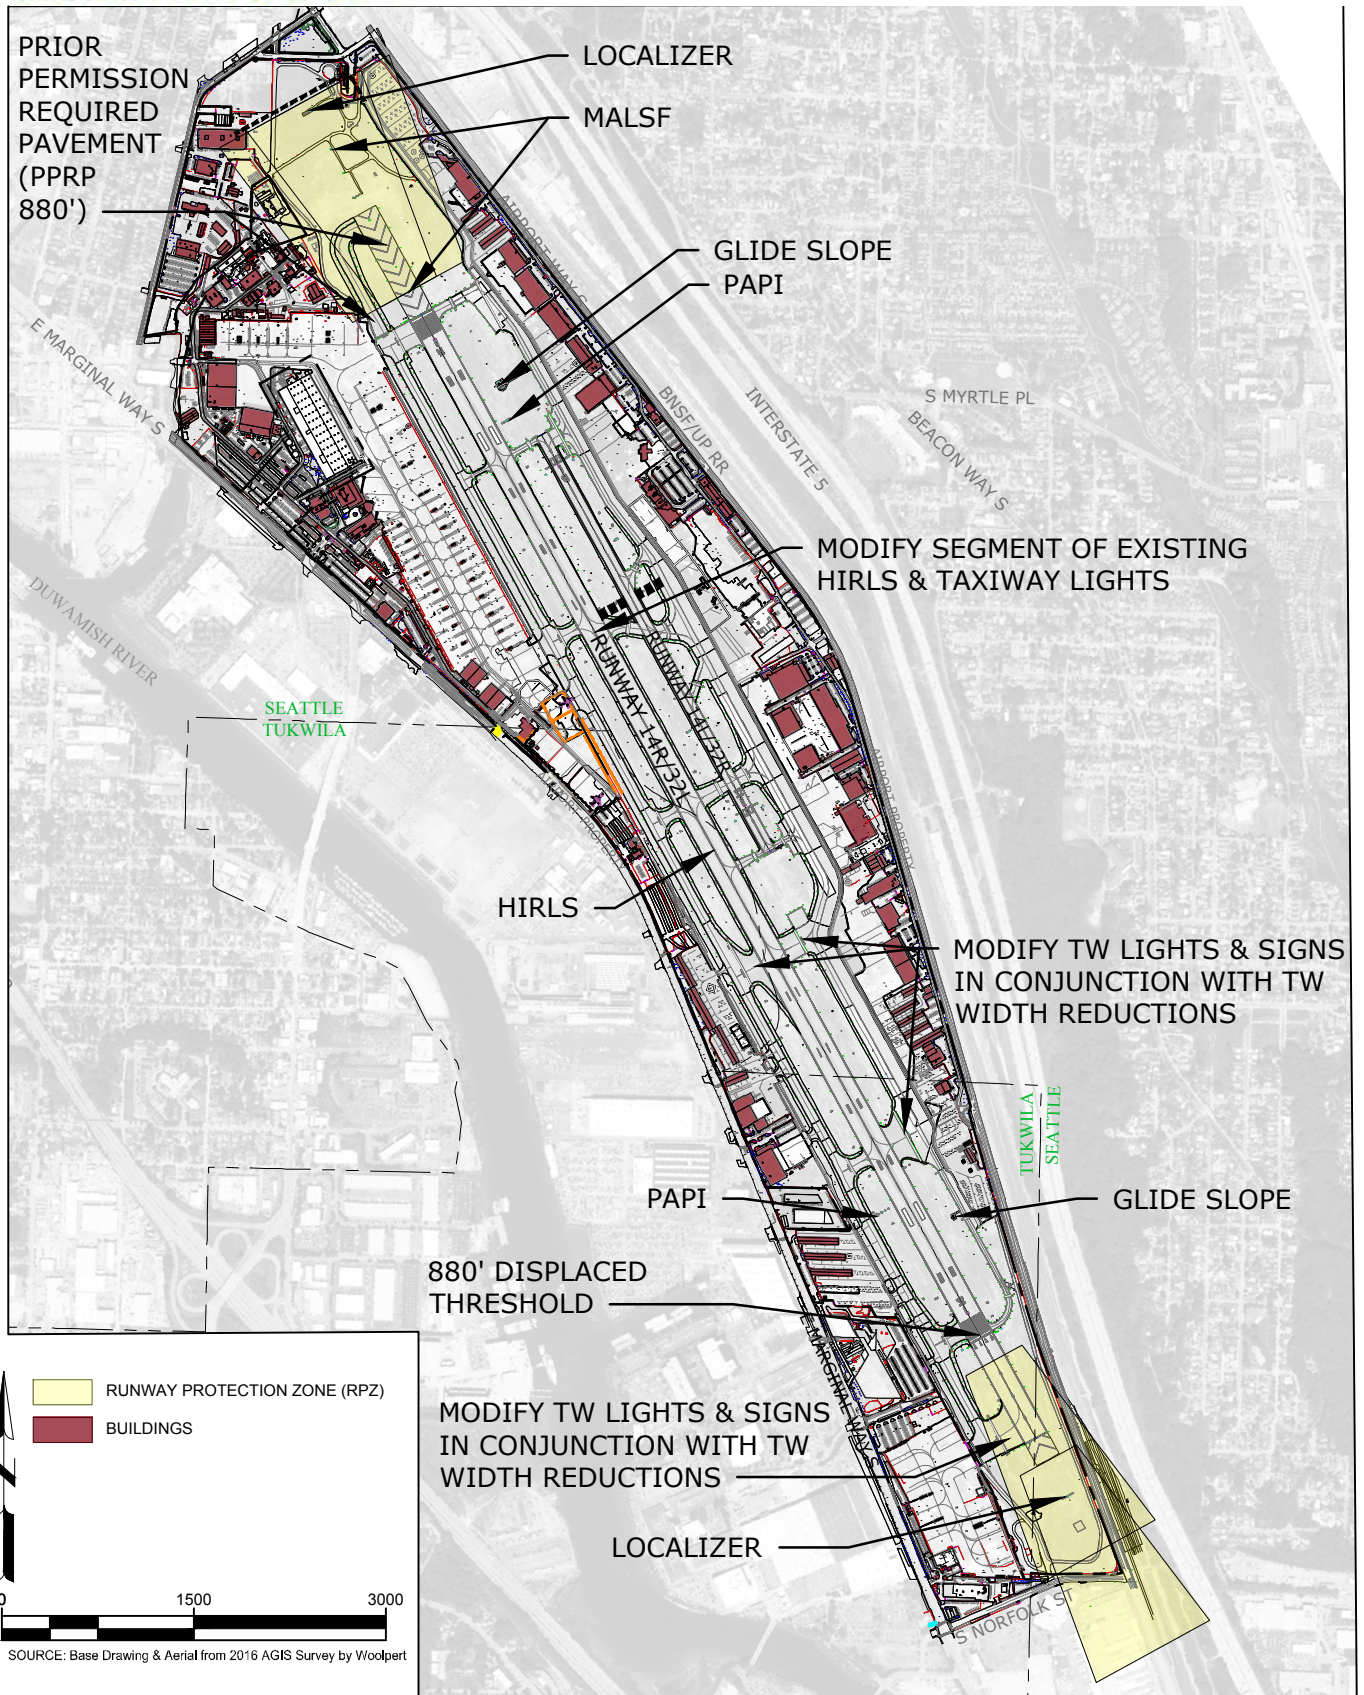 PRIOR
PERMISSION
REQUIRED
PAVEMENT
(PPRP
880')
LOCALIZER
MALSF
GLIDE SLOPE
PAPI
AIRPORT WAY S
E MARGINAL WAY S
BNSF/UP RR
INTERSTATE 5
S MYRTLE PL
BEACON WAY S
MODIFY SEGMENT OF EXISTING
HIRLS & TAXIWAY LIGHTS
DUWAMISH RIVER
SEATTLE
TUKWILA
RUNWAY 14R/32L
RUNWAY 14L/32R
AIRPORT PROPERTY
HIRLS
MODIFY TW LIGHTS & SIGNS
IN CONJUNCTION WITH TW
WIDTH REDUCTIONS
TUKWILA
SEATTLE
PAPI
GLIDE SLOPE
880' DISPLACED
THRESHOLD
E MARGINAL WAY S
MODIFY TW LIGHTS & SIGNS
IN CONJUNCTION WITH TW
WIDTH REDUCTIONS
LOCALIZER
S NORFOLK ST
RUNWAY PROTECTION ZONE (RPZ)
BUILDINGS
0 1500 3000
SOURCE: Base Drawing & Aerial from 2016 AGIS Survey by Woolpert